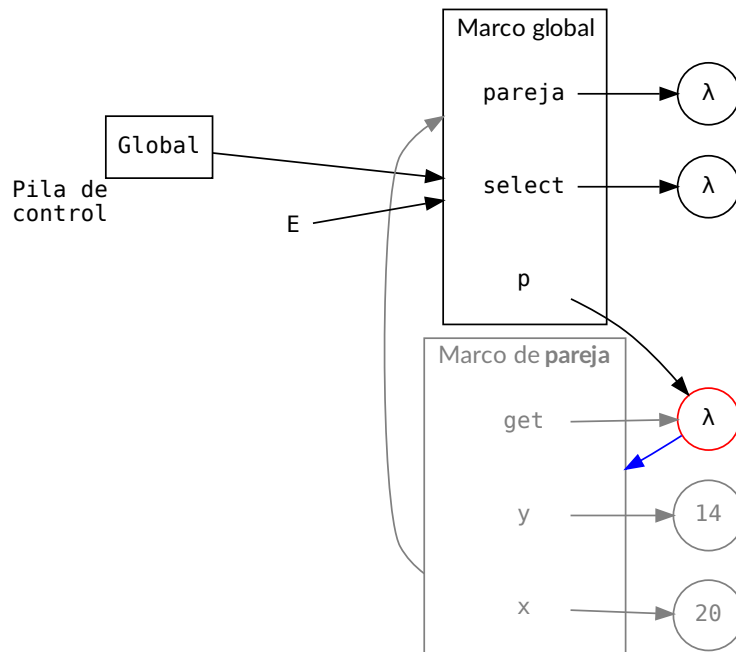 Marco global
pareja
λ
Global
select
λ
Pila de
control
E
p
Marco de pareja
get
λ
y
14
x
20